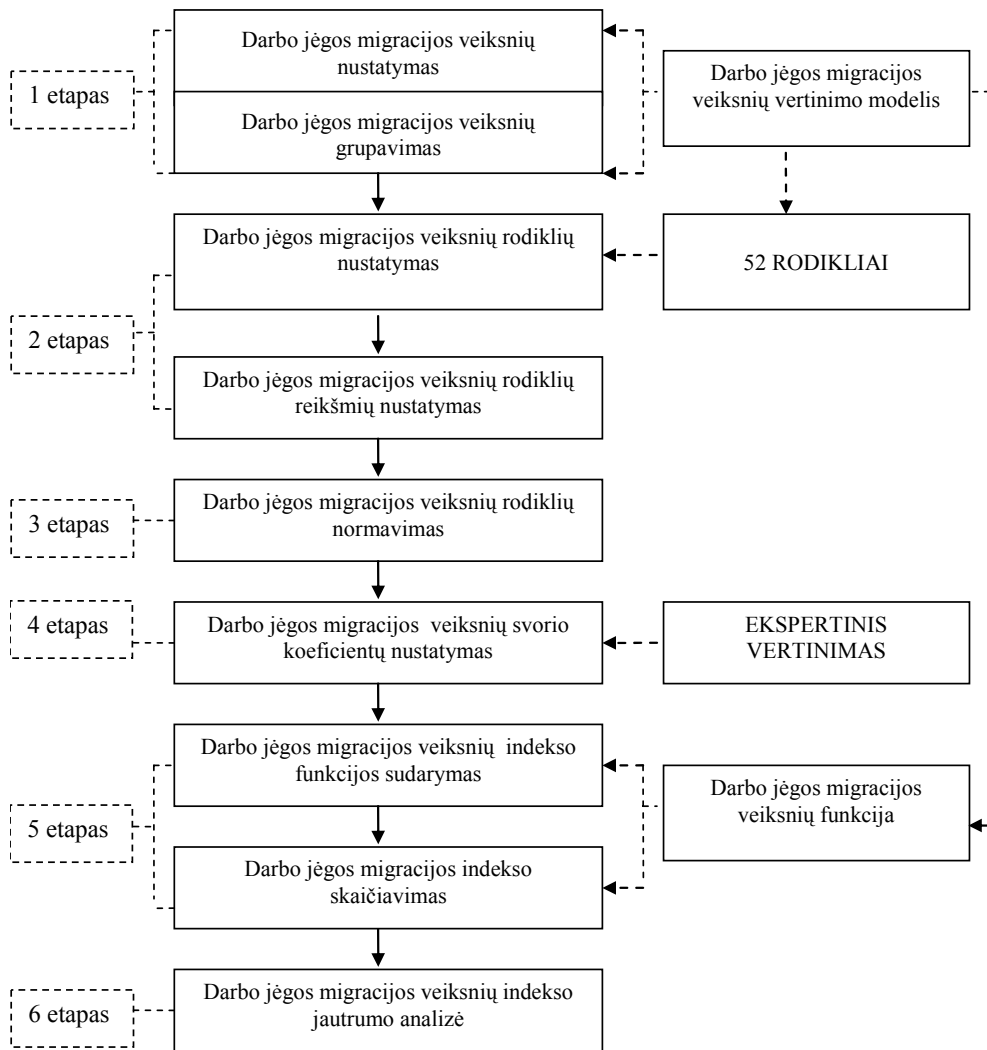 Darbo jėgos migracijos veiksnių
nustatymas
1 etapas
Darbo jėgos migracijos veiksnių
grupavimas
Darbo jėgos migracijos
veiksnių vertinimo modelis
Darbo jėgos migracijos veiksnių rodiklių
nustatymas
52 RODIKLIAI
2 etapas
Darbo jėgos migracijos veiksnių rodiklių
reikšmių nustatymas
3 etapas
Darbo jėgos migracijos veiksnių rodiklių
normavimas
4 etapas
Darbo jėgos migracijos  veiksnių svorio
koeficientų nustatymas
EKSPERTINIS
VERTINIMAS
Darbo jėgos migracijos veiksnių  indekso
funkcijos sudarymas
5 etapas
Darbo jėgos migracijos
veiksnių funkcija
Darbo jėgos migracijos indekso
skaičiavimas
6 etapas
Darbo jėgos migracijos veiksnių indekso
jautrumo analizė